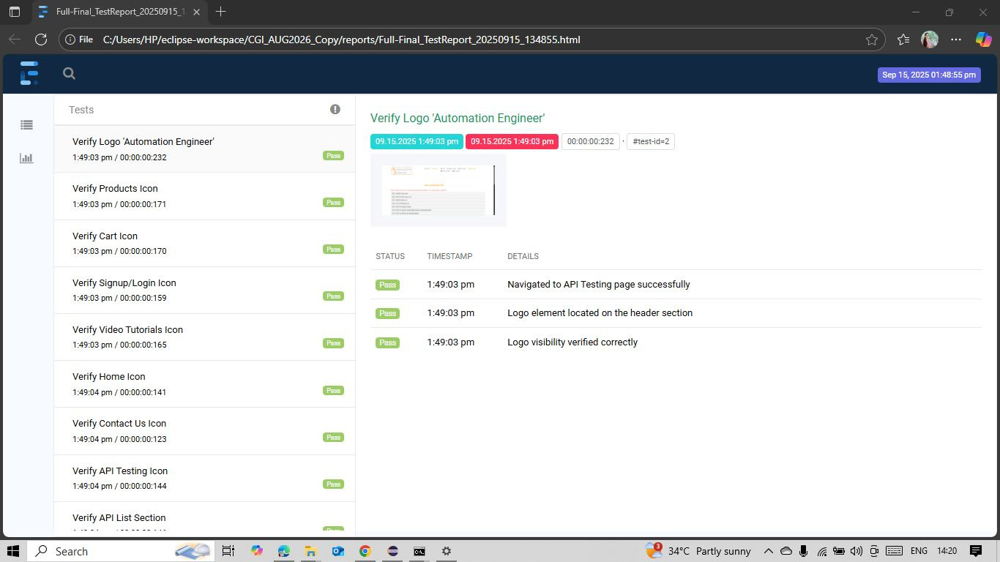 Full-Final_TestReport_20250915_1
File C:/Users/HP/eclipse-workspace/CGI_AUG2026_Copy/reports/Full-Final_TestReport_20250915_134855.html
Sep 15, 2025 01:48:55 pm
Tests
Verify Logo 'Automation Engineer'
1:49:03 pm / 00:00:00:232
Pass
Verify Products Icon
1:49:03 pm / 00:00:00:171
Pass
Verify Cart Icon
1:49:03 pm / 00:00:00:170
Pass
Verify Signup/Login Icon
1:49:03 pm / 00:00:00:159
Pass
Verify Video Tutorials Icon
1:49:03 pm / 00:00:00:165
Pass
Verify Home Icon
1:49:04 pm / 00:00:00:141
Pass
Verify Contact Us Icon
1:49:04 pm / 00:00:00:123
Pass
Verify API Testing Icon
1:49:04 pm / 00:00:00:144
Pass
Verify API List Section
Verify Logo 'Automation Engineer'
09.15.2025 1:49:03 pm 09.15.2025 1:49:03 pm 00:00:00:232 · #test-id=2
STATUS TIMESTAMP DETAILS
Pass 1:49:03 pm Navigated to API Testing page successfully
Pass 1:49:03 pm Logo element located on the header section
Pass 1:49:03 pm Logo visibility verified correctly
Search
3
34°C Partly sunny
ENG
14:20